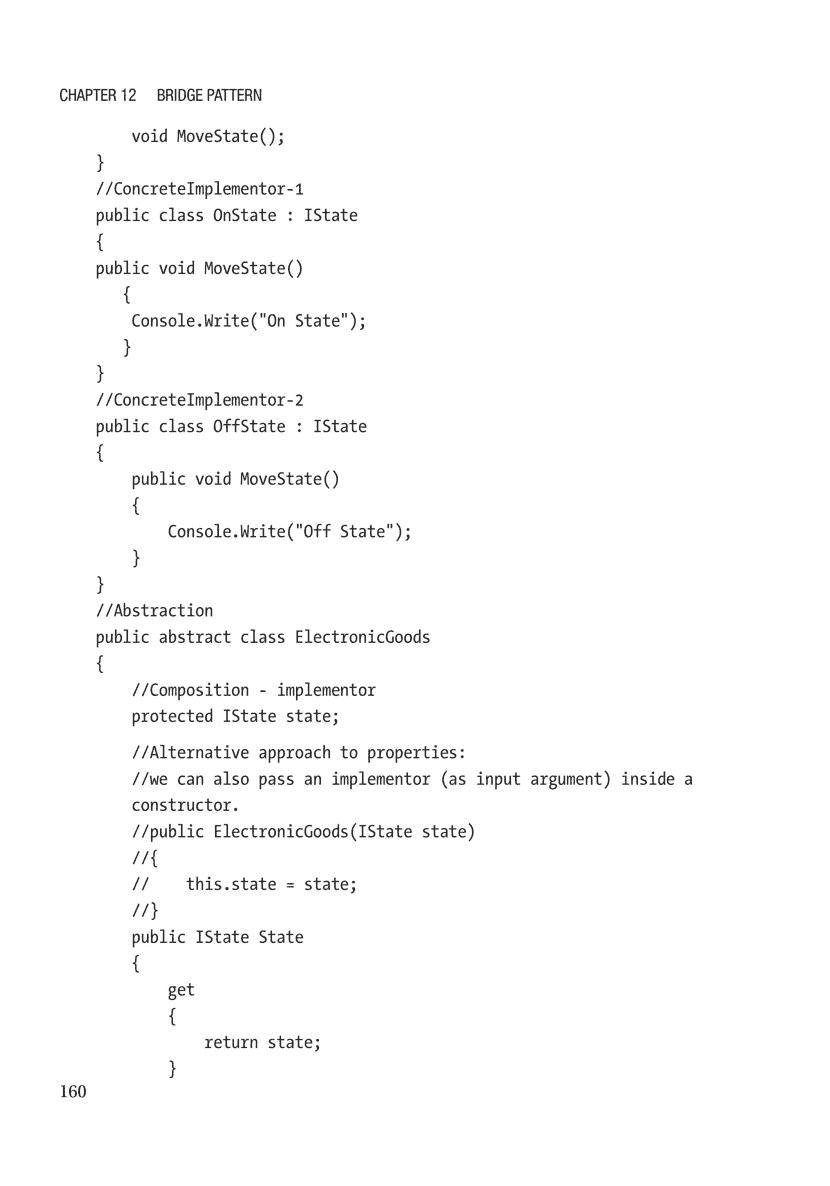 CHAPTER 12 BRIDGE PATTERN
        void MoveState();
    }
    //ConcreteImplementor-1
    public class OnState : IState
    {
    public void MoveState()
       {
        Console.Write("On State");
       }
    }
    //ConcreteImplementor-2
    public class OffState : IState
    {
        public void MoveState()
        {
            Console.Write("Off State");
        }
    }
    //Abstraction
    public abstract class ElectronicGoods
    {
        //Composition - implementor
        protected IState state;
        //Alternative approach to properties:
        //we can also pass an implementor (as input argument) inside a
        constructor.
        //public ElectronicGoods(IState state)
        //{
        //    this.state = state;
        //}
        public IState State
        {
            get
            {
                return state;
            }
160